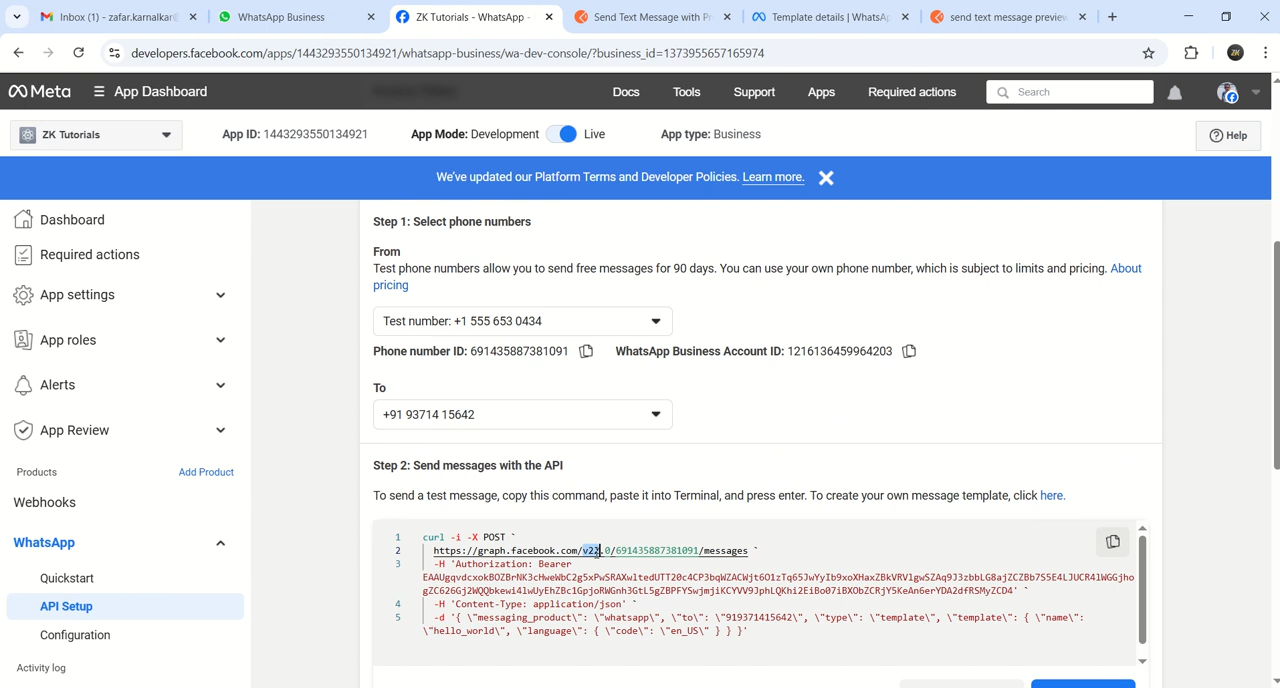 Inbox (1) - zafar.karnalkar@
WhatsApp Business
ZK Tutorials - WhatsApp -
Send Text Message with Pr
Template details | WhatsAp
send text message preview
developers.facebook.com/apps/1443293550134921/whatsapp-business/wa-dev-console/?business_id=1373955657165974
ZK
Meta
App Dashboard
Docs
Tools
Support
Apps
Required actions
Search
ZK Tutorials
App ID: 1443293550134921
App Mode: Development
Live
App type: Business
Help
We've updated our Platform Terms and Developer Policies. Learn more.
Dashboard
Required actions
App settings
App roles
Alerts
App Review
Products
Add Product
Webhooks
WhatsApp
Quickstart
API Setup
Configuration
Activity log
Step 1: Select phone numbers
From
Test phone numbers allow you to send free messages for 90 days. You can use your own phone number, which is subject to limits and pricing. About
pricing
Test number: +1 555 653 0434
Phone number ID: 691435887381091
WhatsApp Business Account ID: 1216136459964203
To
+91 93714 15642
Step 2: Send messages with the API
To send a test message, copy this command, paste it into Terminal, and press enter. To create your own message template, click here.
1 curl -i -X POST `
2 https://graph.facebook.com/v22.0/691435887381091/messages `
3 -H 'Authorization: Bearer
4 -H 'Content-Type: application/json' `
5 -d '{ \"messaging_product\": \"whatsapp\", \"to\": \"919371415642\", \"type\": \"template\", \"template\": { \"name\":
\"hello_world\", \"language\": { \"code\": \"en_US\" } } }'